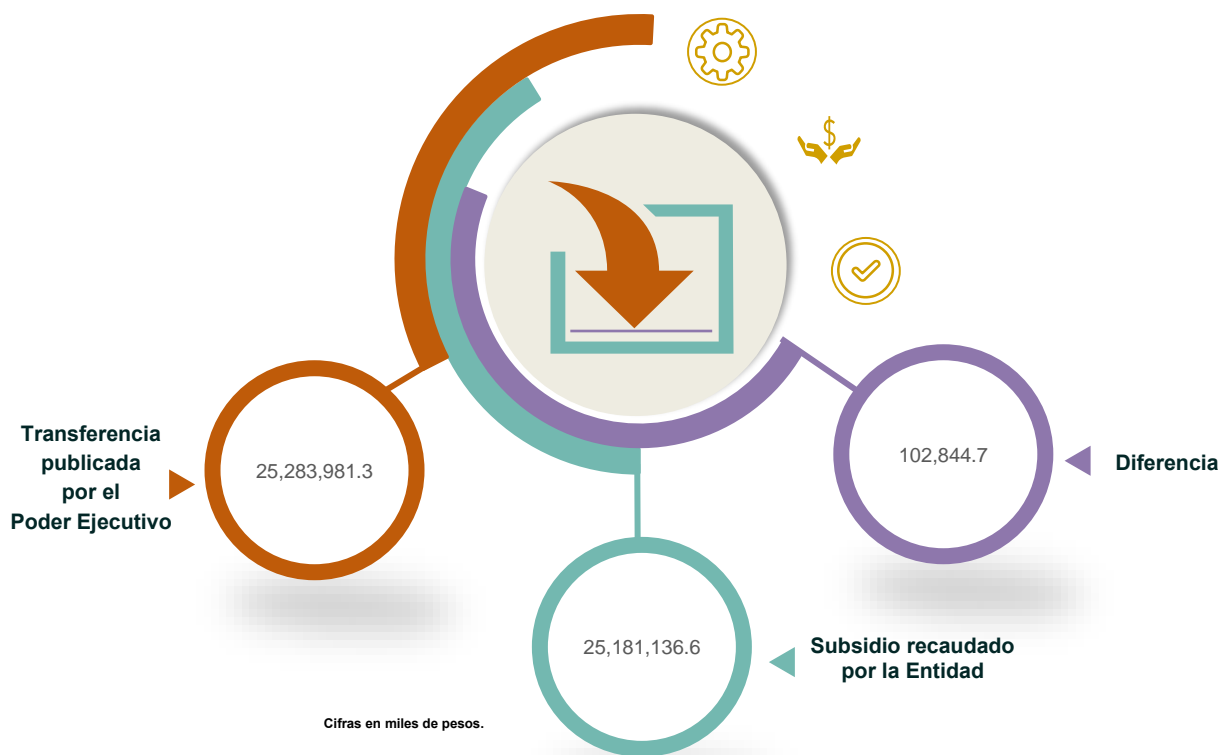 $
Transferencia
publicada
por el
Poder Ejecutivo
25,283,981.3
102,844.7
Diferencia
25,181,136.6
Subsidio recaudado
por la Entidad
Cifras en miles de pesos.